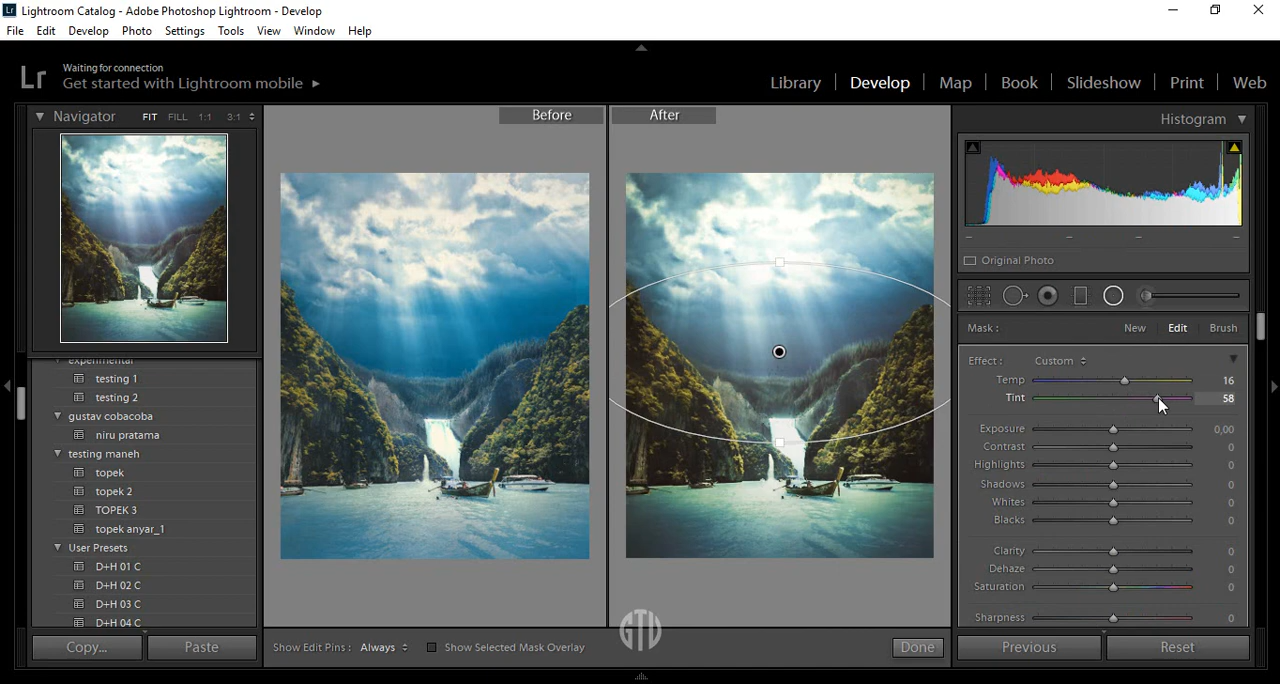 Lr Lightroom Catalog - Adobe Photoshop Lightroom - Develop
File Edit Develop Photo Settings Tools View Window Help
Lr
Waiting for connection
Get started with Lightroom mobile
Library Develop Map Book Slideshow Print Web
Navigator FIT FILL 1:1 3:1
experimental
testing 1
testing 2
gustav cobacoba
niru pratama
testing maneh
topek
topek 2
TOPEK 3
topek anyar_1
User Presets
D+H 01 C
D+H 02 C
D+H 03 C
D+H 04 C
Copy... Paste
Before After
Show Edit Pins : Always Show Selected Mask Overlay Done
GTU
Histogram
Original Photo
Mask : New Edit Brush
Effect : Custom
Temp 16
Tint 58
Exposure 0,00
Contrast 0
Highlights 0
Shadows 0
Whites 0
Blacks 0
Clarity 0
Dehaze 0
Saturation 0
Sharpness 0
Previous Reset